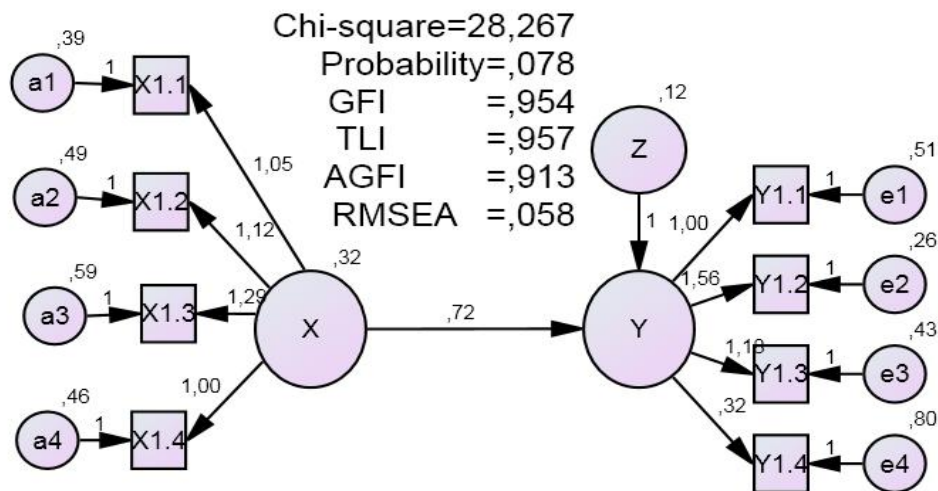 Chi-square=28,267
Probability=,078
GFI =,954
TLI =,957
AGFI =,913
RMSEA =,058
,39
a1
1
X1.1
1,05
,49
a2
1
X1.2
1,12
,59
a3
1
X1.3
1,29
,46
a4
1
X1.4
1,00
,32
X
,72
,12
Z
1
Y
1,00
Y1.1
1
,51
e1
1,56
Y1.2
1
,26
e2
1,18
Y1.3
1
,43
e3
,32
Y1.4
1
,80
e4